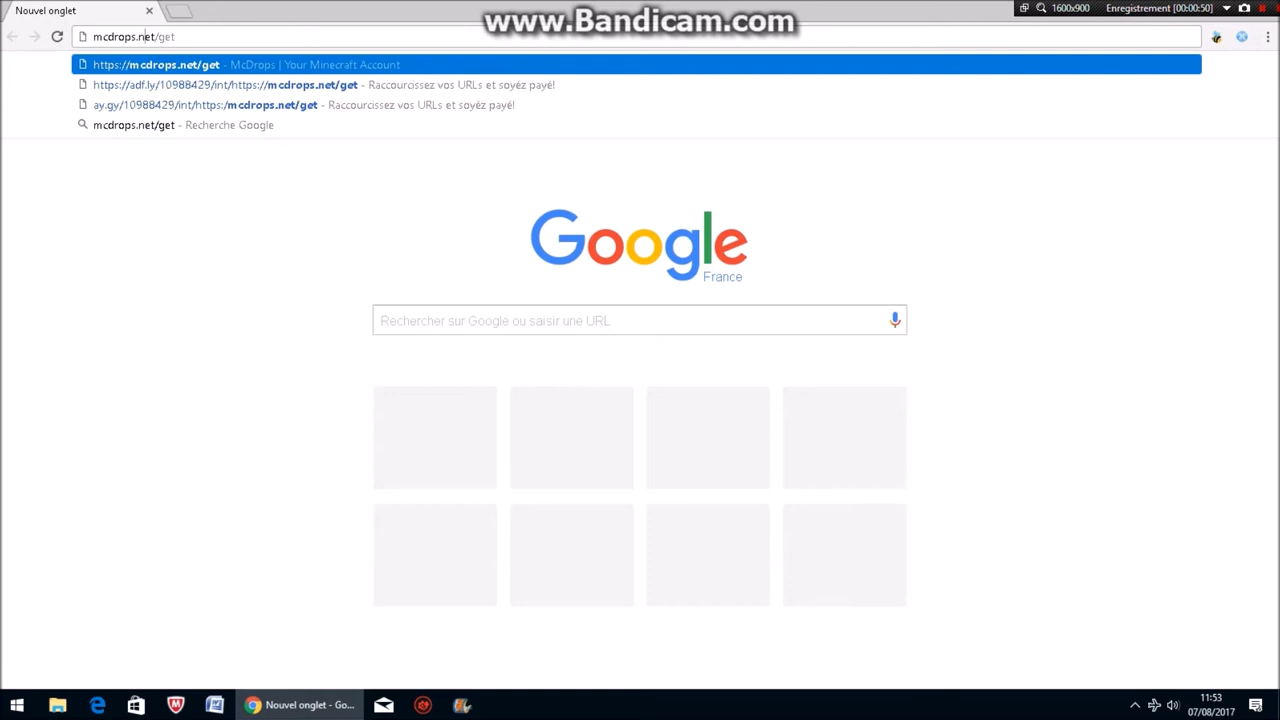 www.Bandicam.com
Nouvel onglet
1600x900
Enregistrement [00:00:50]
mcdrops.net/get
https://mcdrops.net/get - McDrops | Your Minecraft Account
https://adf.ly/10988429/int/https://mcdrops.net/get - Raccourcissez vos URLs et soyéz payé!
ay.gy/10988429/int/https:/mcdrops.net/get - Raccourcissez vos URLs et soyéz payé!
mcdrops.net/get - Recherche Google
Google
France
Rechercher sur Google ou saisir une URL
Nouvel onglet - Go...
11:53
07/08/2017